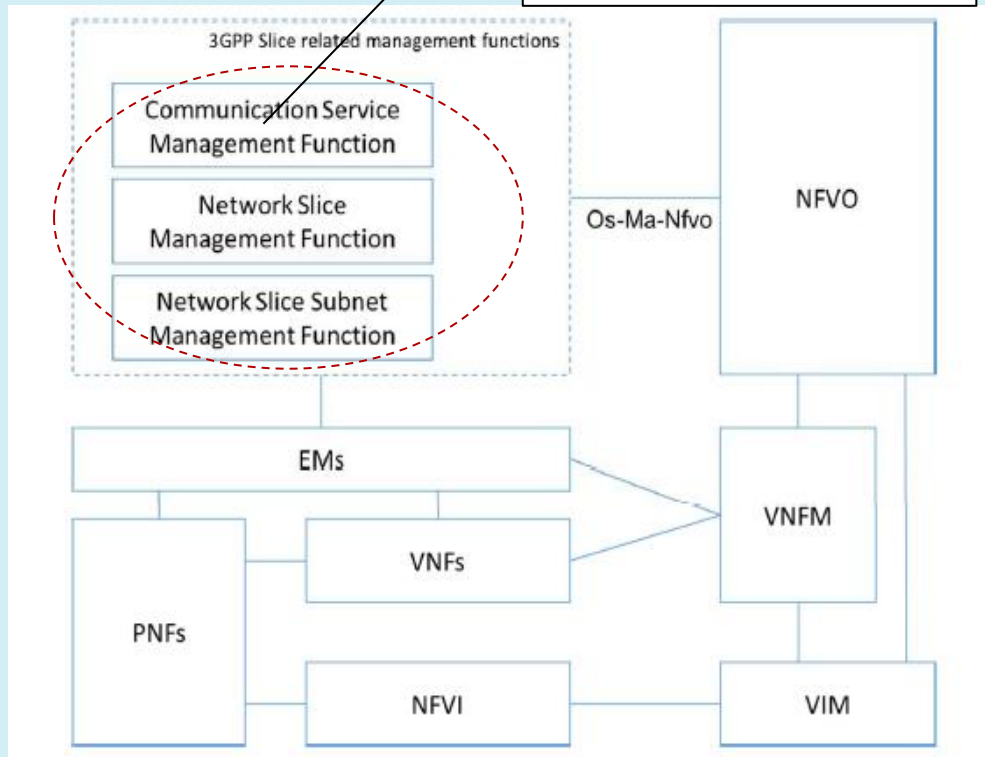 3GPP Slice related management functions
Communication Service
Management Function
Network Slice
Management Function
Network Slice Subnet
Management Function
NFVO
Os-Ma-Nfvo
EMs
VNFM
VNFs
PNFs
NFVI
VIM